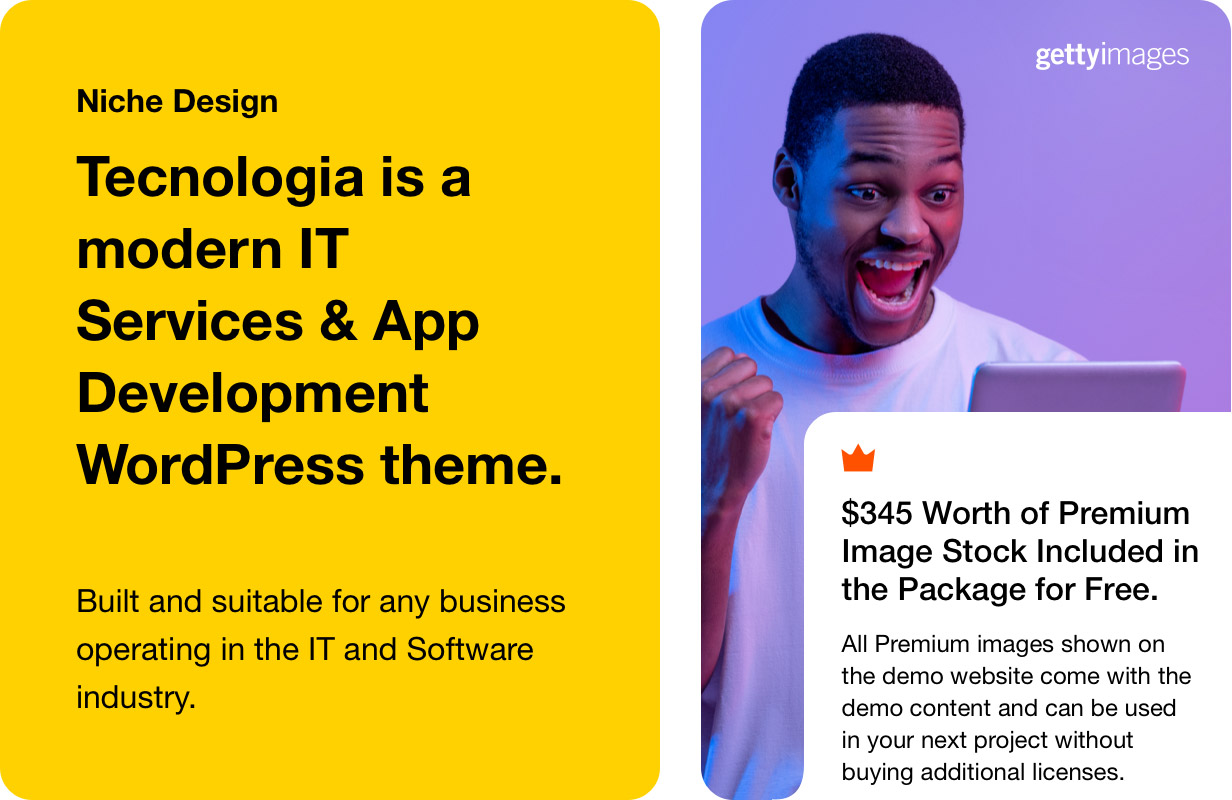 Niche Design
Tecnologia is a
modern IT
Services & App
Development
WordPress theme.
Built and suitable for any business
operating in the IT and Software
industry.
gettyimages
$345 Worth of Premium
Image Stock Included in
the Package for Free.
All Premium images shown on
the demo website come with the
demo content and can be used
in your next project without
buying additional licenses.